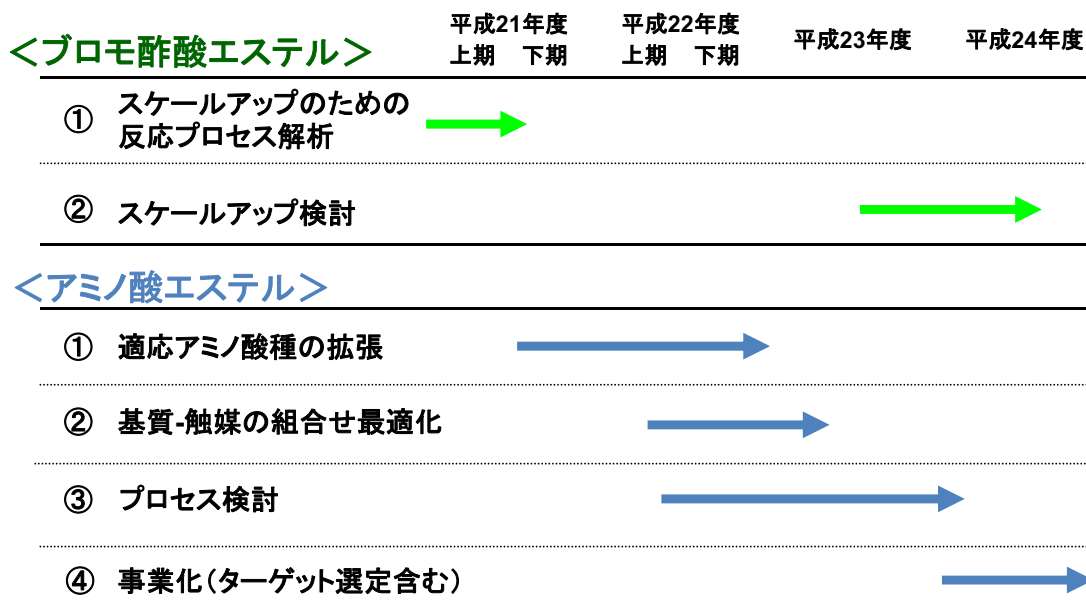 平成21年度 平成22年度 平成23年度 平成24年度
<ブロモ酢酸エステル> 上期 下期 上期 下期
① スケールアップのための
反応プロセス解析
② スケールアップ検討
<アミノ酸エステル>
① 適応アミノ酸種の拡張
② 基質-触媒の組合せ最適化
③ プロセス検討
④ 事業化(ターゲット選定含む)